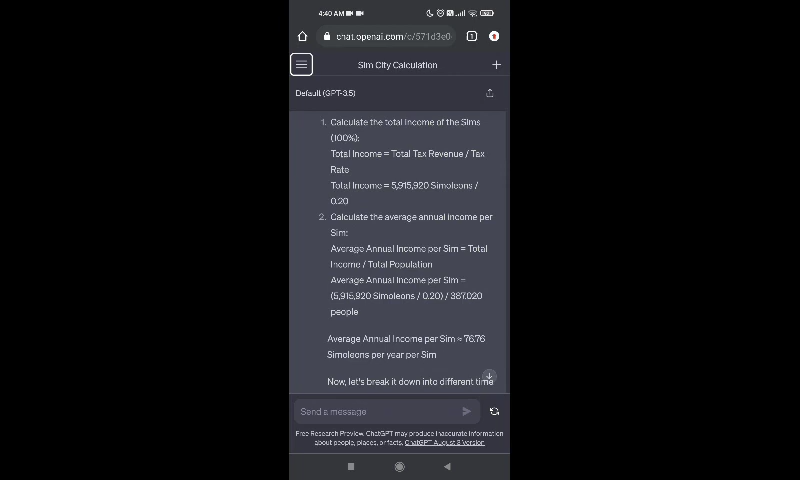 4:40 AM
chat.openai.com/c/571d3e0
1
Sim City Calculation
Default (GPT-3.5)
1. Calculate the total income of the Sims
(100%):
Total Income = Total Tax Revenue / Tax
Rate
Total Income = 5,915,920 Simoleons /
0.20
2. Calculate the average annual income per
Sim:
Average Annual Income per Sim = Total
Income / Total Population
Average Annual Income per Sim =
(5,915,920 Simoleons / 0.20) / 387,020
people
Average Annual Income per Sim ≈ 76.76
Simoleons per year per Sim
Now, let's break it down into different time
Send a message
Free Research Preview. ChatGPT may produce inaccurate information
about people, places, or facts. ChatGPT August 3 Version